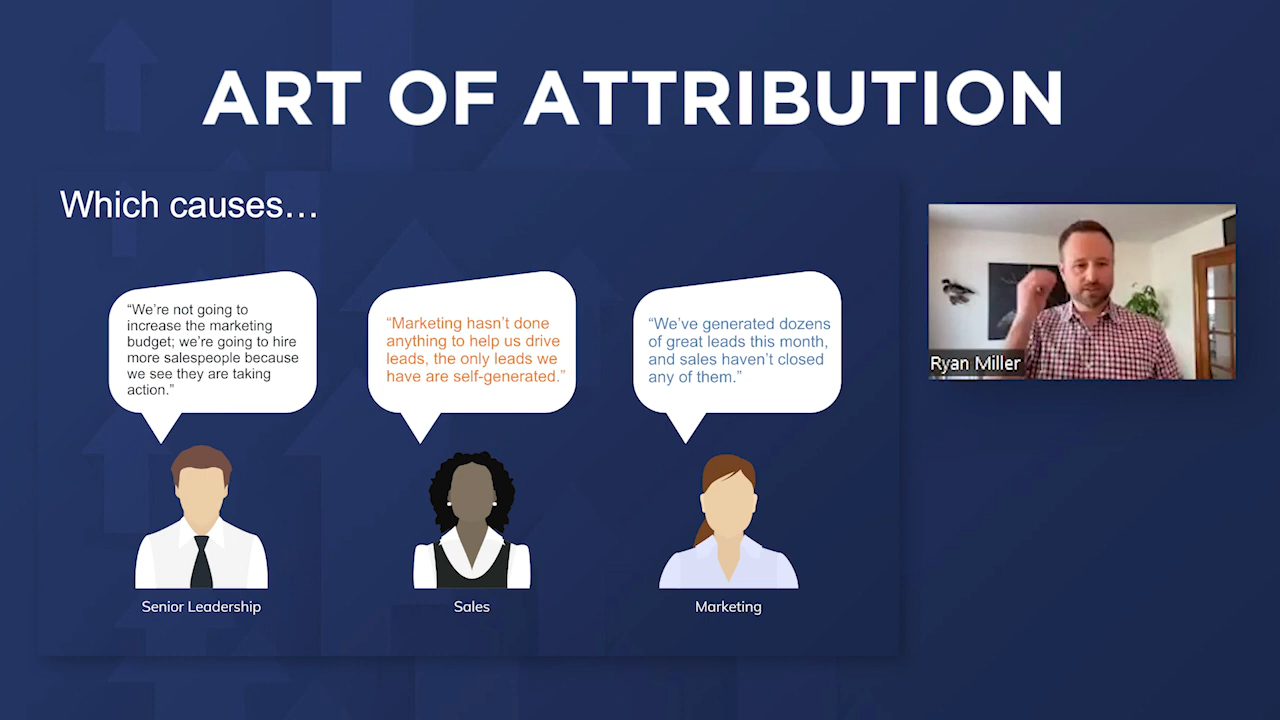 ART OF ATTRIBUTION
Which causes…
“We’re not going to
increase the marketing
budget; we’re going to hire
more salespeople because
we see they are taking
action.”
“Marketing hasn’t done
anything to help us drive
leads, the only leads we
have are self-generated.”
“We’ve generated dozens
of great leads this month,
and sales haven’t closed
any of them.”
Senior Leadership
Sales
Marketing
Ryan Miller